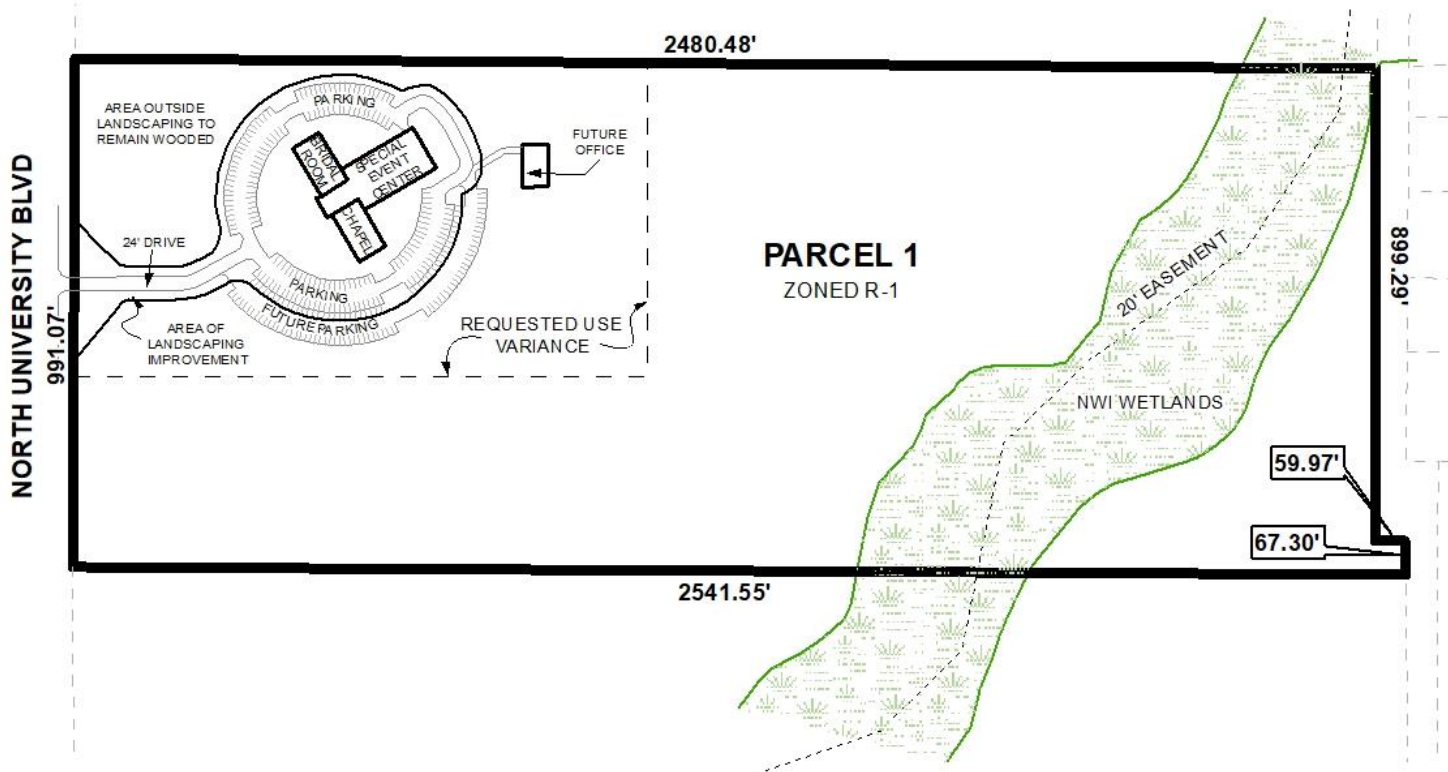 2480.48'
AREA OUTSIDE
LANDSCAPING TO
REMAIN WOODED
PARKING
BRIDAL
ROOM
SPECIAL
EVENT
CENTER
CHAPEL
FUTURE
OFFICE
NORTH UNIVERSITY BLVD
991.07'
24' DRIVE
PARKING
FUTURE PARKING
AREA OF
LANDSCAPING
IMPROVEMENT
REQUESTED USE
VARIANCE
PARCEL 1
ZONED R-1
20' EASEMENT
NWI WETLANDS
899.29'
59.97'
67.30'
2541.55'